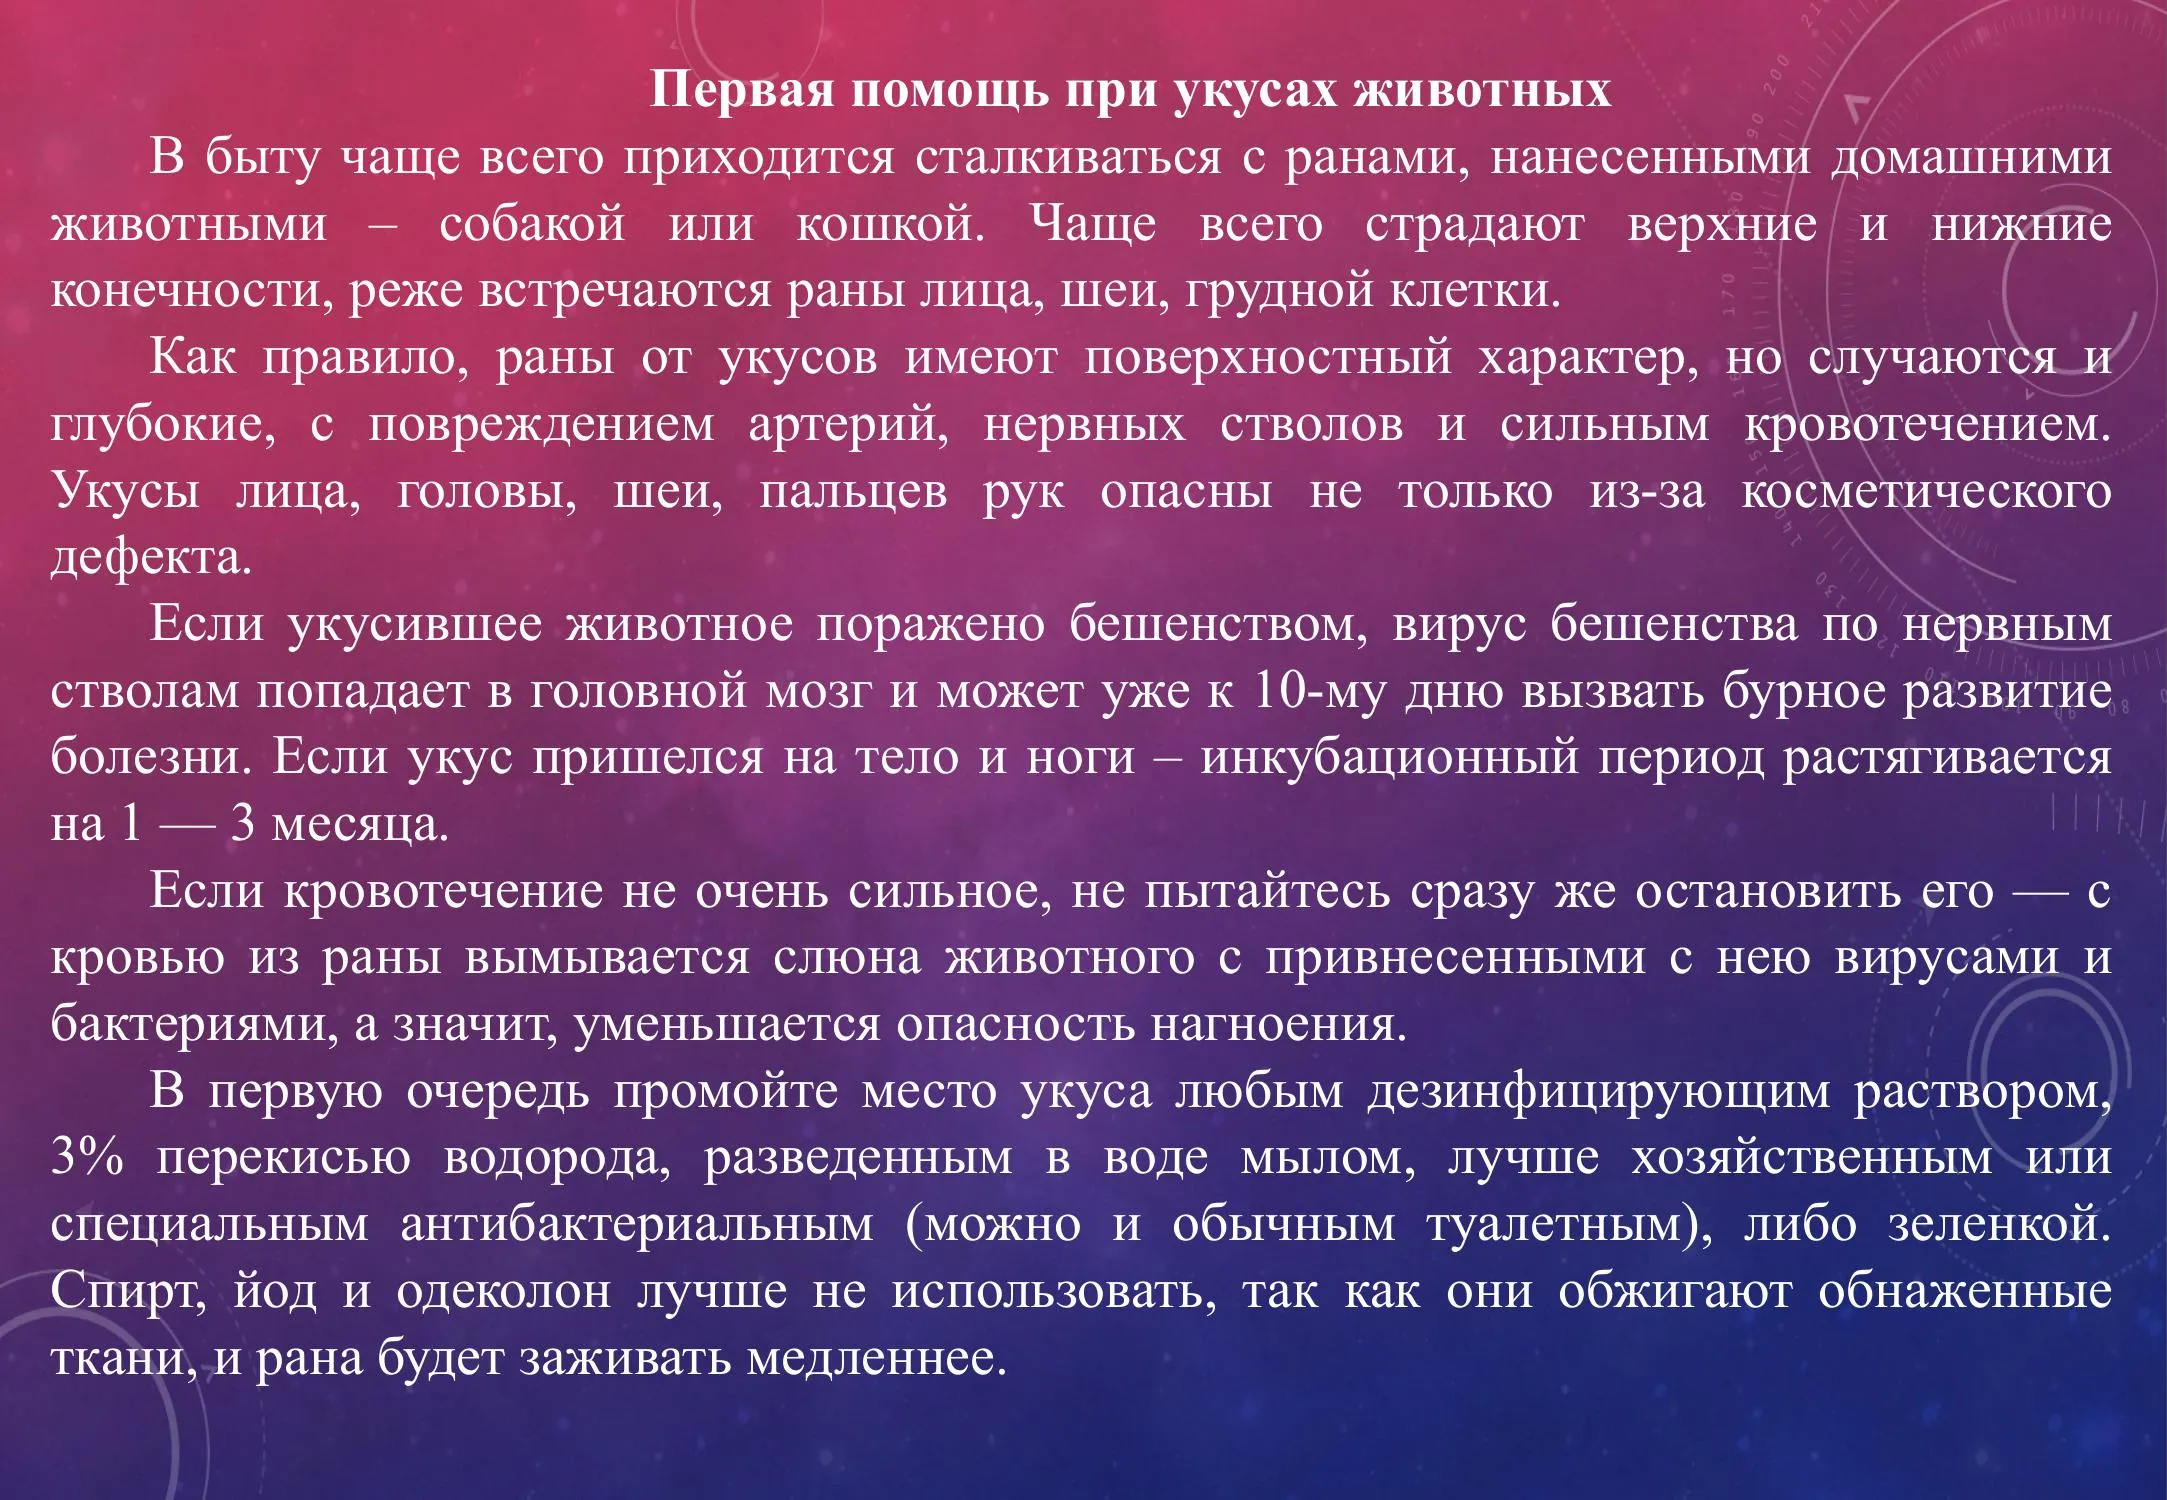 Первая помощь при укусах животных
В быту чаще всего приходится сталкиваться с ранами, нанесенными домашними
животными – собакой или кошкой. Чаще всего страдают верхние и нижние
конечности, реже встречаются раны лица, шеи, грудной клетки.
Как правило, раны от укусов имеют поверхностный характер, но случаются и
глубокие, с повреждением артерий, нервных стволов и сильным кровотечением.
Укусы лица, головы, шеи, пальцев рук опасны не только из-за косметического
дефекта.
Если укусившее животное поражено бешенством, вирус бешенства по нервным
стволам попадает в головной мозг и может уже к 10-му дню вызвать бурное развитие
болезни. Если укус пришелся на тело и ноги – инкубационный период растягивается
на 1 — 3 месяца.
Если кровотечение не очень сильное, не пытайтесь сразу же остановить его — с
кровью из раны вымывается слюна животного с привнесенными с нею вирусами и
бактериями, а значит, уменьшается опасность нагноения.
В первую очередь промойте место укуса любым дезинфицирующим раствором,
3% перекисью водорода, разведенным в воде мылом, лучше хозяйственным или
специальным антибактериальным (можно и обычным туалетным), либо зеленкой.
Спирт, йод и одеколон лучше не использовать, так как они обжигают обнаженные
ткани, и рана будет заживать медленнее.